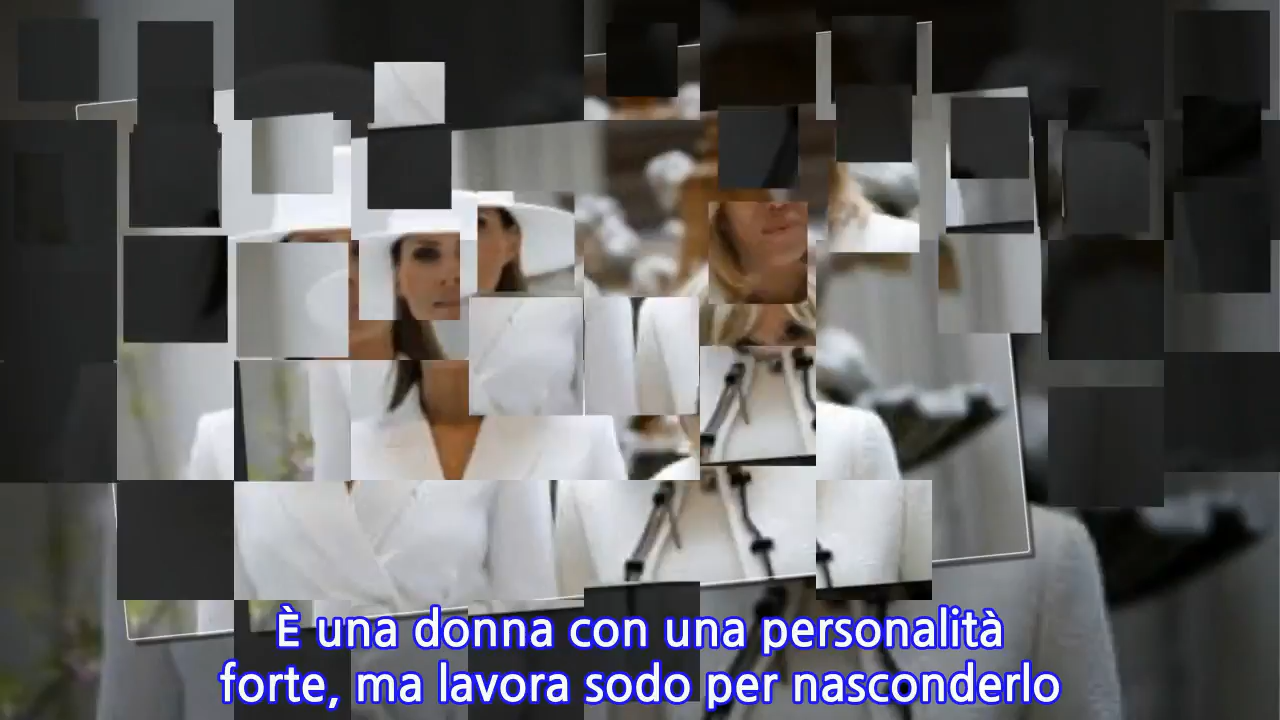 È una donna con una personalità
forte, ma lavora sodo per nasconderlo